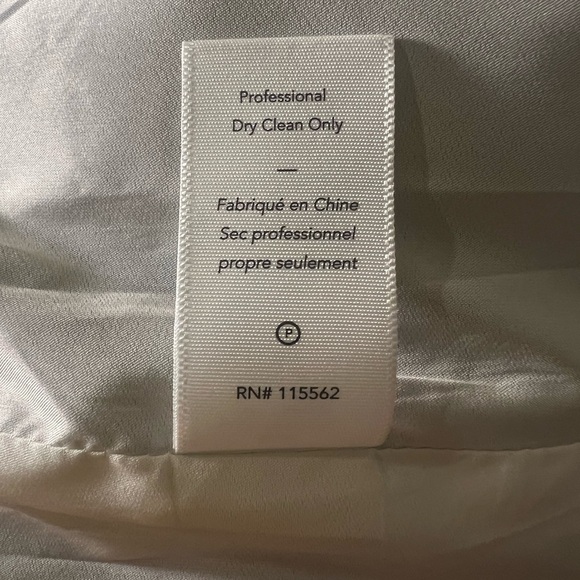 Professional
Dry Clean Only
—
Fabriqué en Chine
Sec professionnel
propre seulement
P
RN# 115562